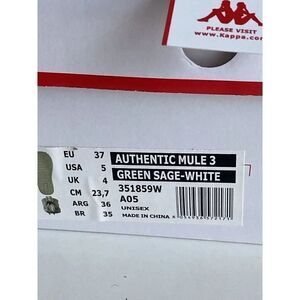 PLEASE VISIT
www.Kappa.
EU 37
USA 5
UK 4
CM 23,7
ARG 36
BR 35
AUTHENTIC MULE 3
GREEN SAGE-WHITE
351859W
A05
UNISEX
MADE IN CHINA